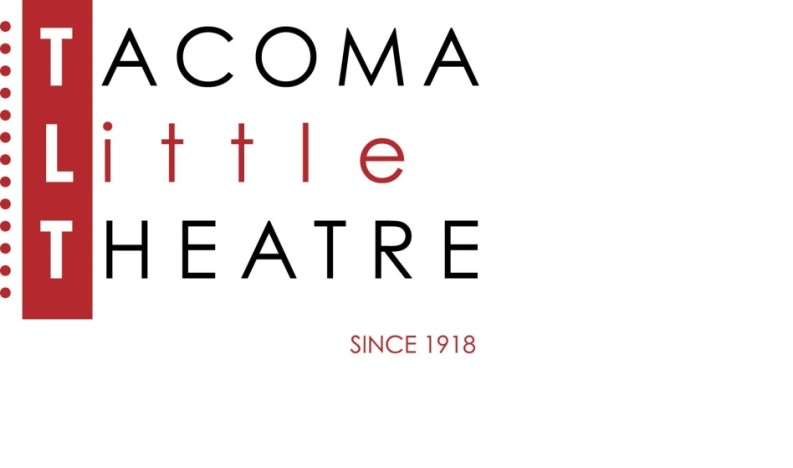 TACOMA
Little
THEATRE
SINCE 1918